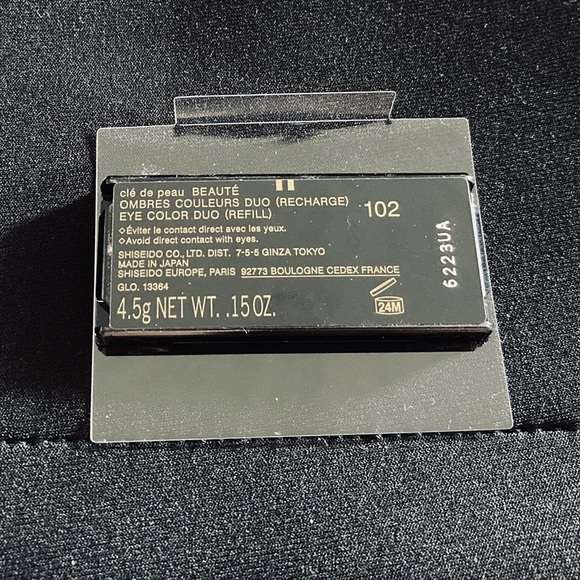 clé de peau BEAUTÉ
OMBRES COULEURS DUO (RECHARGE)
EYE COLOR DUO (REFILL)
102
◇Éviter le contact direct avec les yeux.
◇Avoid direct contact with eyes.
SHISEIDO CO., LTD. DIST. 7-5-5 GINZA TOKYO
MADE IN JAPAN
SHISEIDO EUROPE, PARIS 92773 BOULOGNE CEDEX FRANCE
GLO. 13364
4.5g NET WT. .15 OZ.
24M
6223UA